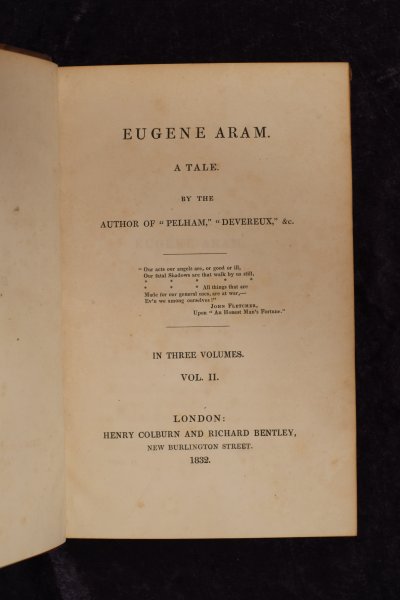 EUGENE ARAM.
A TALE.
BY THE
AUTHOR OF "PELHAM," "DEVEREUX," &c.
"Our acts our angels are, or good or ill,
Our fatal Shadows are that walk by us still,
* * * * *
* * * All things that are
Made for our general uses, are at war,—
Ev'n we among ourselves!"
JOHN FLETCHER,
Upon "An Honest Man's Fortune."
IN THREE VOLUMES.
VOL. II.
LONDON:
HENRY COLBURN AND RICHARD BENTLEY,
NEW BURLINGTON STREET.
1832.